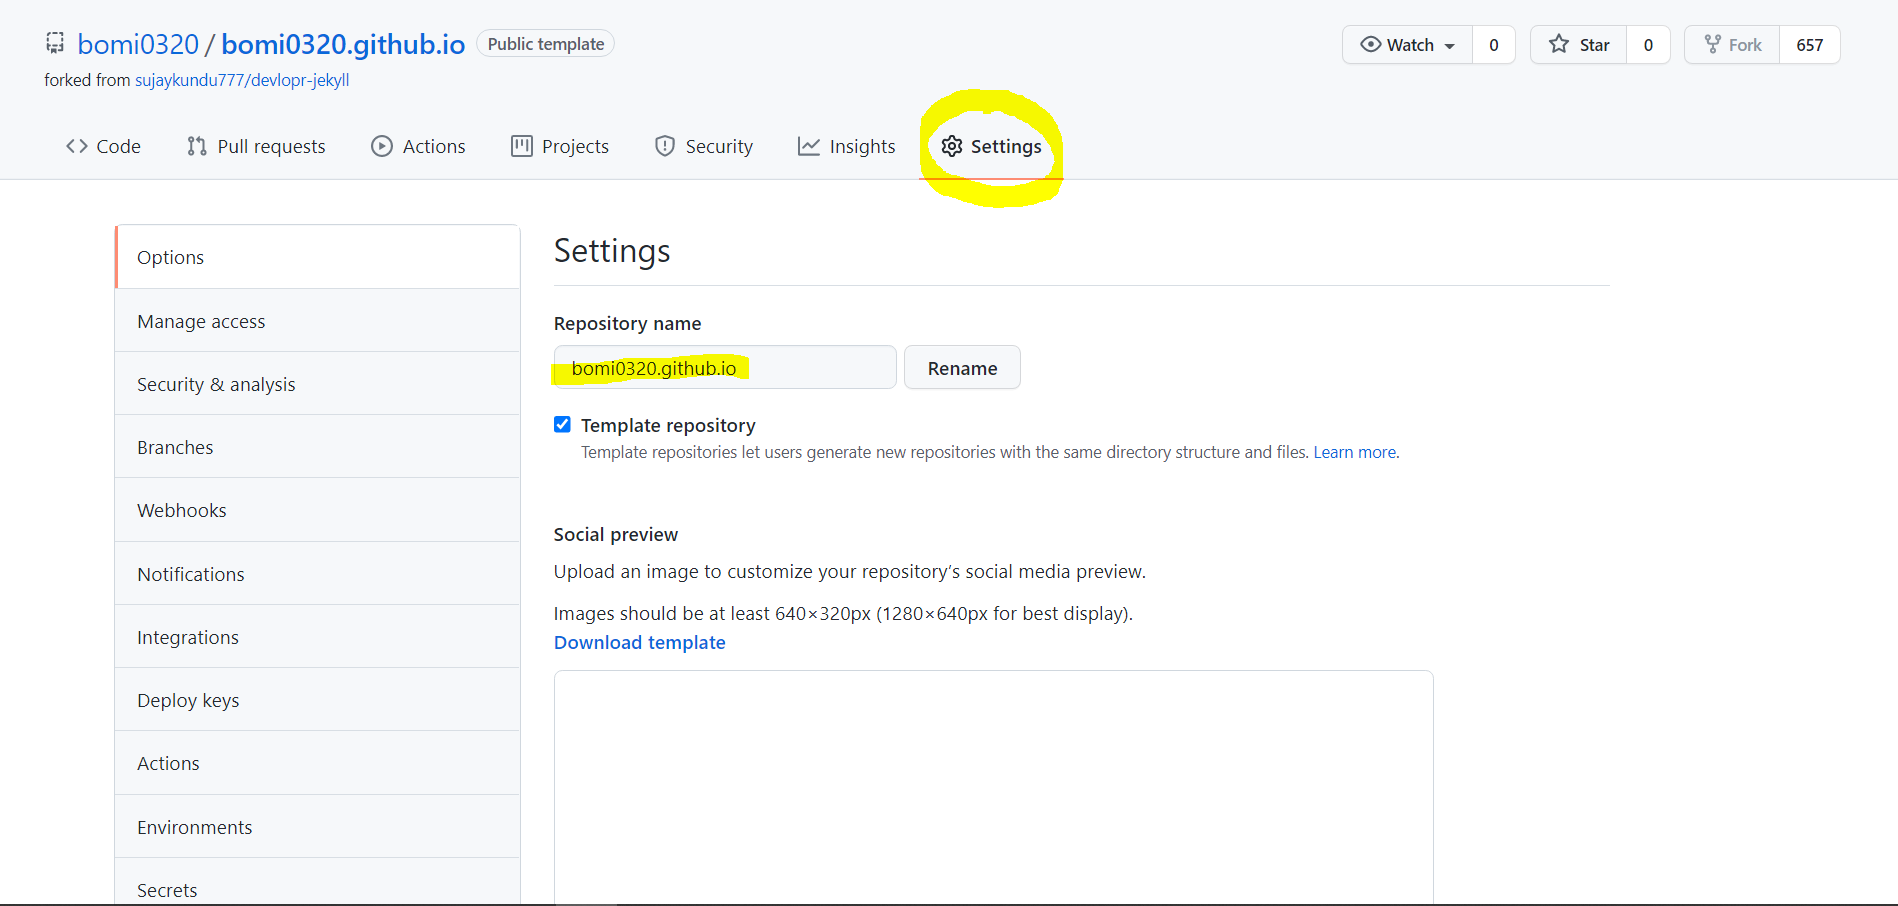 bomi0320 / bomi0320.github.io Public template
Watch 0 Star 0 Fork 657
forked from sujaykundu777/devlopr-jekyll
Code Pull requests Actions Projects Security Insights Settings
Options
Manage access
Security & analysis
Branches
Webhooks
Notifications
Integrations
Deploy keys
Actions
Environments
Secrets
Settings
Repository name
bomi0320.github.io Rename
Template repository
Template repositories let users generate new repositories with the same directory structure and files. Learn more.
Social preview
Upload an image to customize your repository’s social media preview.
Images should be at least 640×320px (1280×640px for best display).
Download template